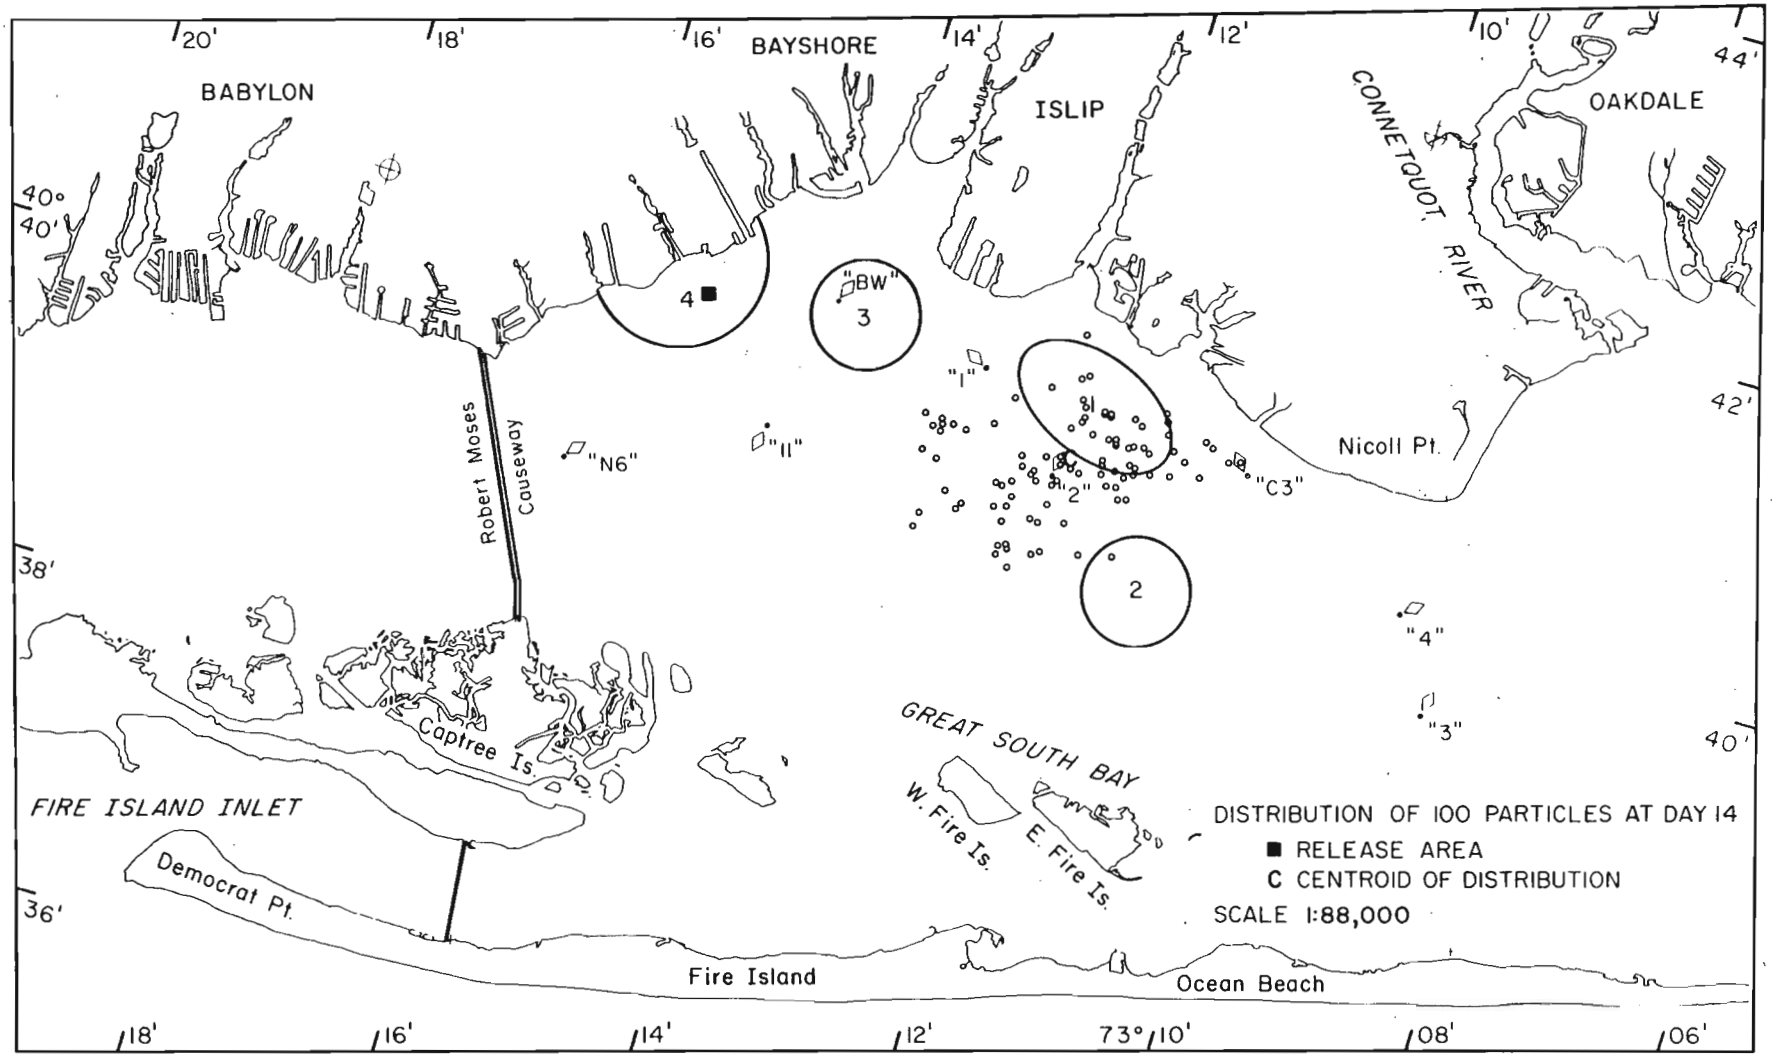 20' 18' 16' 14' 12' 10'
44'
BAYSHORE
BABYLON
ISLIP
OAKDALE
CONNETQUOT RIVER
40°
40'
"BW"
4
3
"1"
1
42'
Nicoll Pt.
"N6"
"11"
"2"
C
"C3"
Robert Moses
Causeway
38'
2
"4"
"3"
40'
Captree Is.
GREAT SOUTH BAY
W. Fire Is.
E. Fire Is.
FIRE ISLAND INLET
Democrat Pt.
DISTRIBUTION OF 100 PARTICLES AT DAY 14
RELEASE AREA
C CENTROID OF DISTRIBUTION
SCALE 1:88,000
36'
Fire Island
Ocean Beach
18' 16' 14' 12' 73° 10' 08' 06'